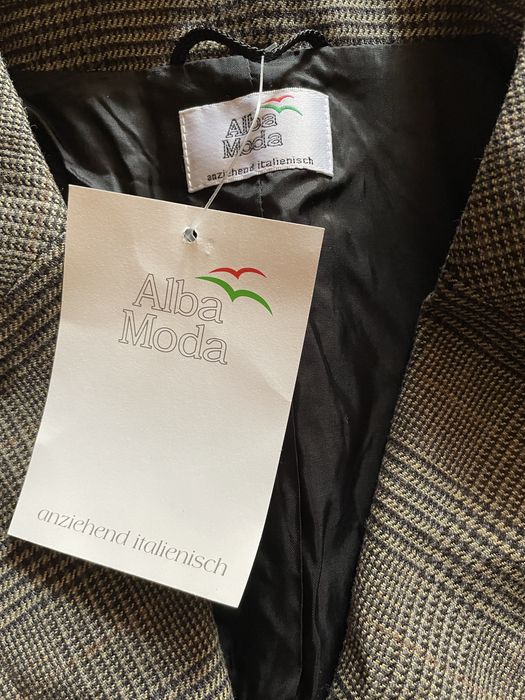 Alba
Moda
anziehend italienisch
Alba
Moda
anziehend italienisch